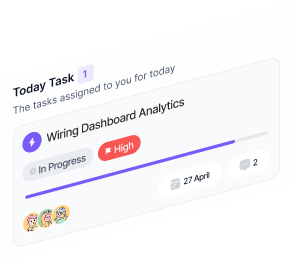 Today Task 1
The tasks assigned to you for today
Wiring Dashboard Analytics
In Progress High
27 April 2